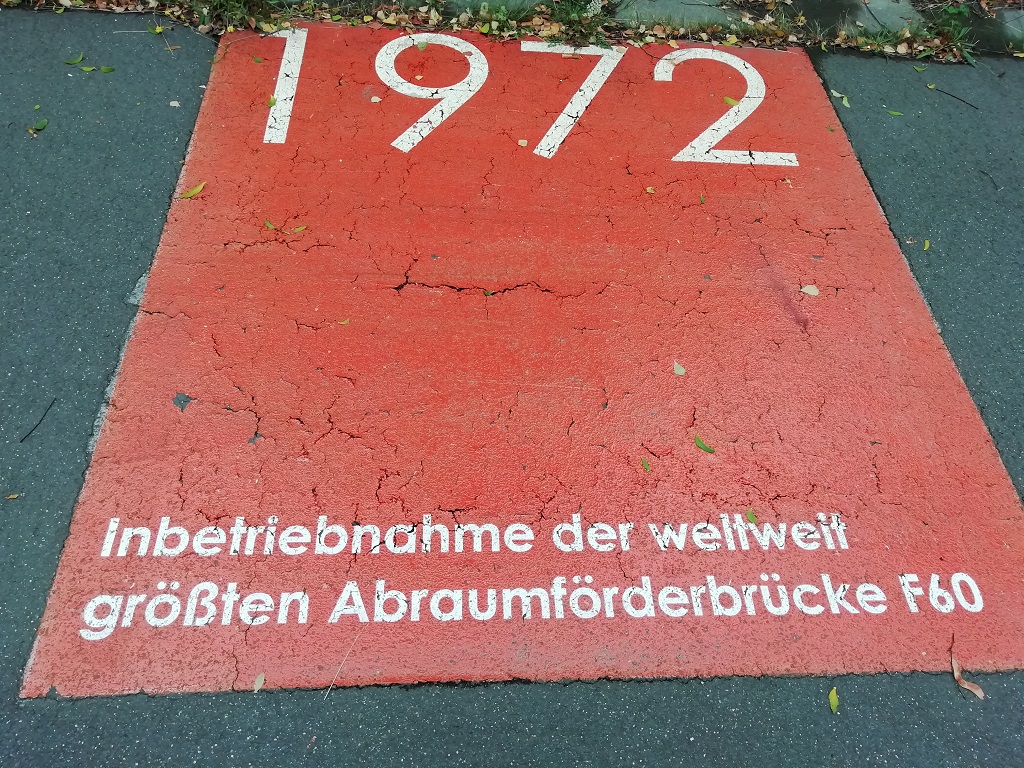 1972
Inbetriebnahme der weltweit
größten Abraumförderbrücke F60